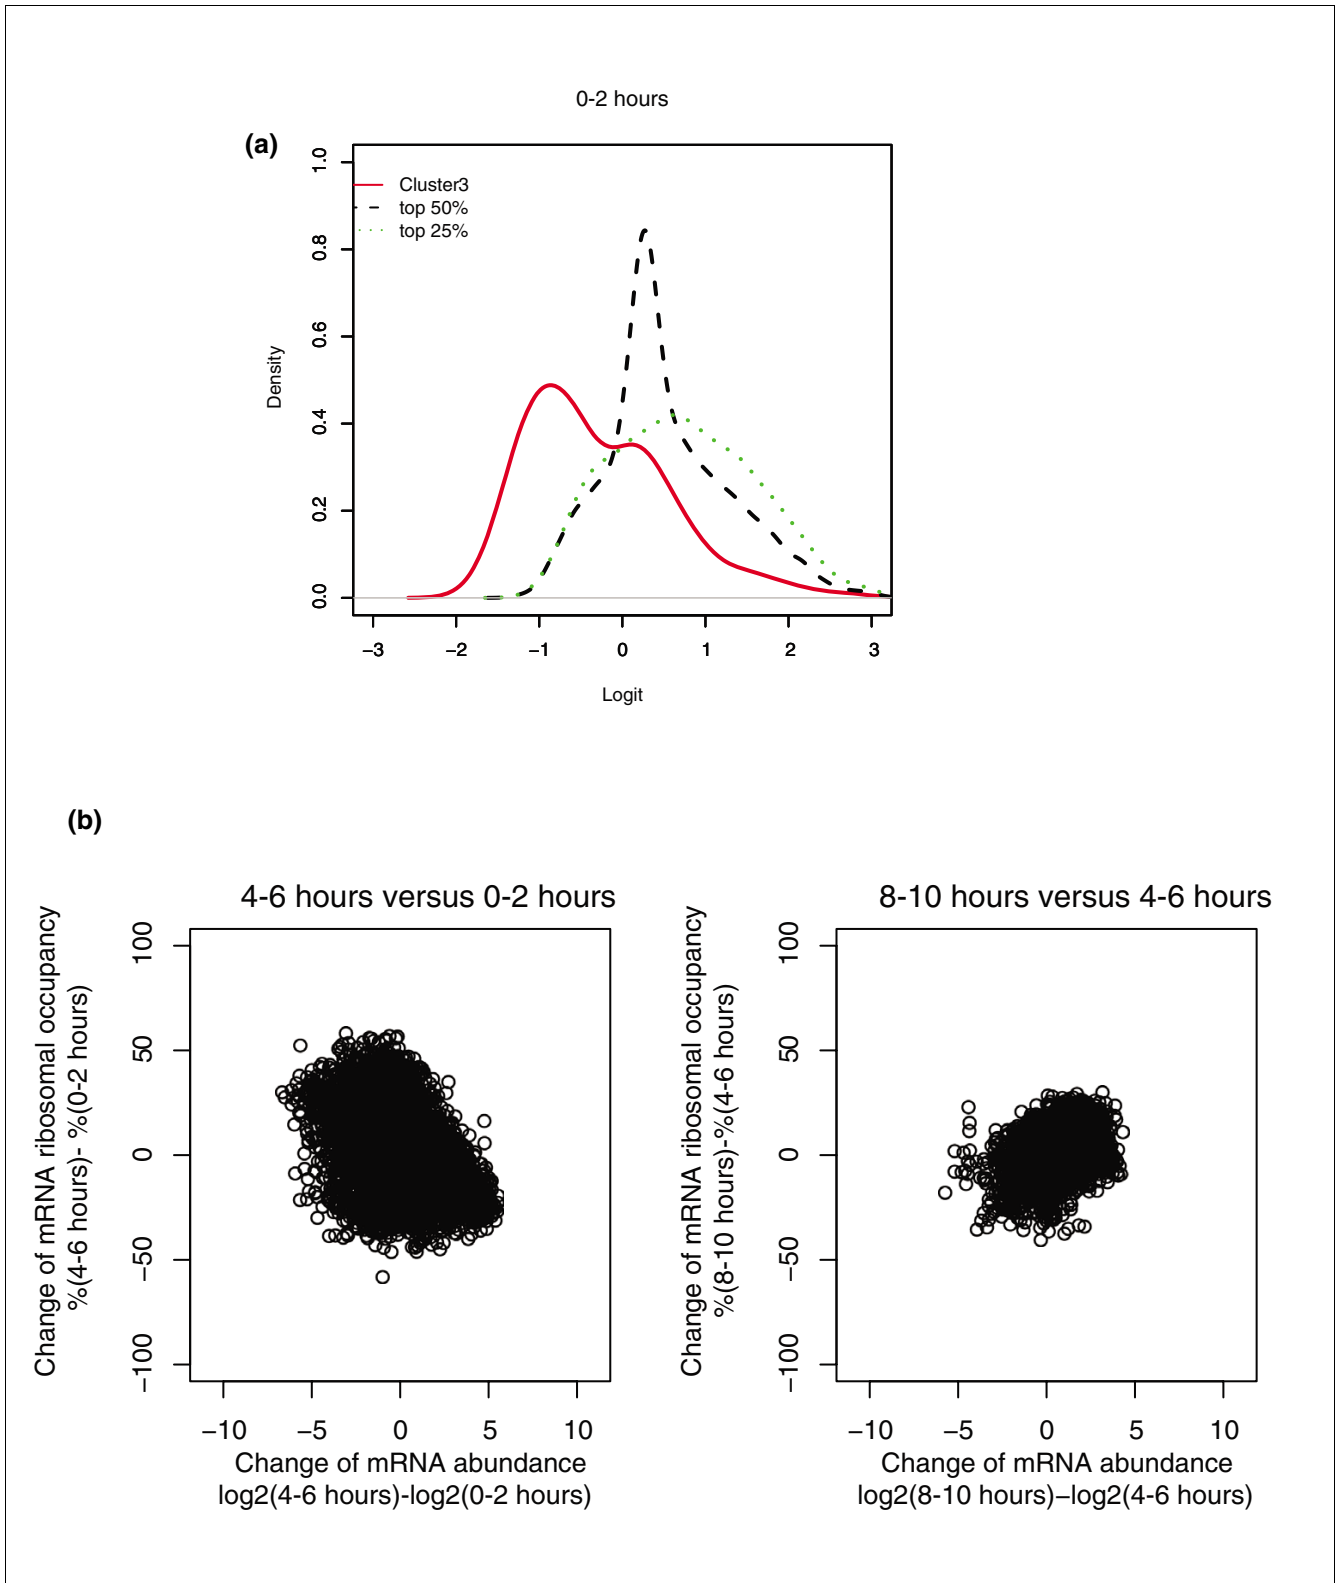 0-2 hours
(a)
1.0
0.8
0.6
0.4
0.2
0.0
Density
Cluster3
top 50%
top 25%
−3 −2 −1 0 1 2 3
Logit
(b)
4-6 hours versus 0-2 hours
Change of mRNA ribosomal occupancy
%(4-6 hours)- %(0-2 hours)
100
50
0
−50
−100
−10 −5 0 5 10
Change of mRNA abundance
log2(4-6 hours)-log2(0-2 hours)
8-10 hours versus 4-6 hours
Change of mRNA ribosomal occupancy
%(8-10 hours)-%(4-6 hours)
100
50
0
−50
−100
−10 −5 0 5 10
Change of mRNA abundance
log2(8-10 hours)−log2(4-6 hours)